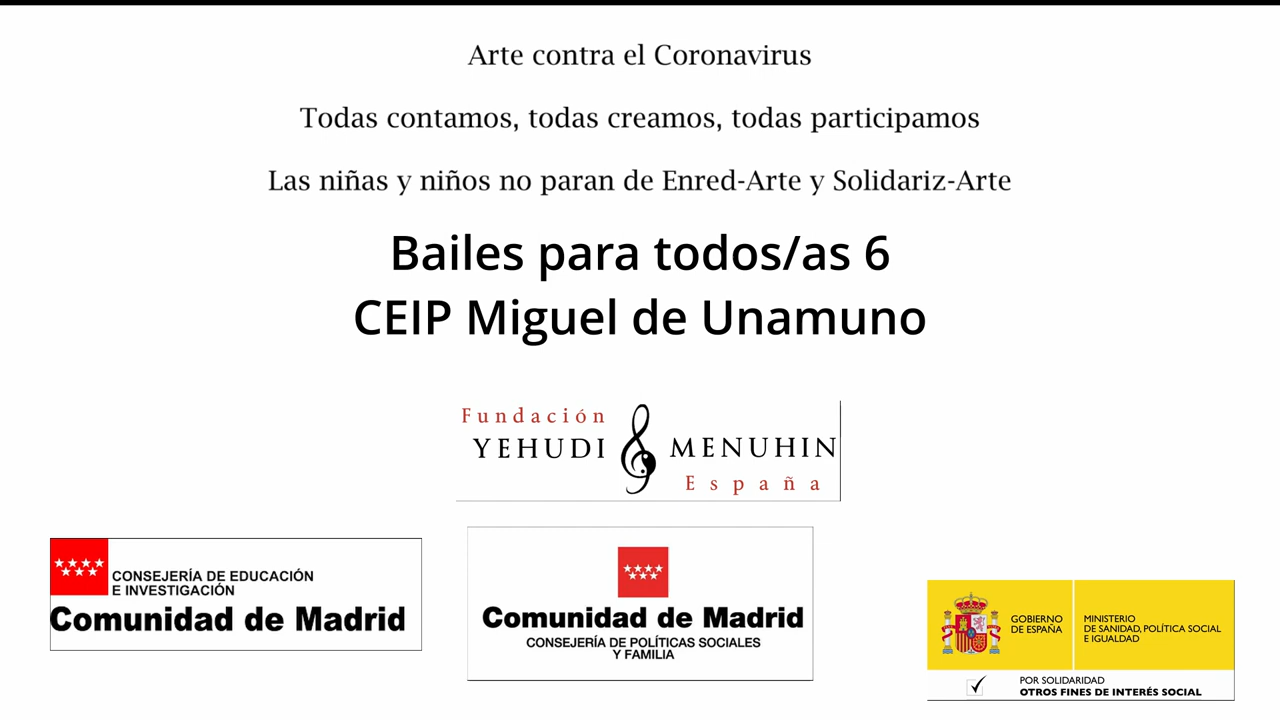 Arte contra el Coronavirus
Todas contamos, todas creamos, todas participamos
Las niñas y niños no paran de Enred-Arte y Solidariz-Arte
Bailes para todos/as 6
CEIP Miguel de Unamuno
Fundación
YEHUDI MENUHIN
España
CONSEJERÍA DE EDUCACIÓN
E INVESTIGACIÓN
Comunidad de Madrid
Comunidad de Madrid
CONSEJERÍA DE POLÍTICAS SOCIALES
Y FAMILIA
GOBIERNO
DE ESPAÑA
MINISTERIO
DE SANIDAD, POLÍTICA SOCIAL
E IGUALDAD
POR SOLIDARIDAD
OTROS FINES DE INTERÉS SOCIAL